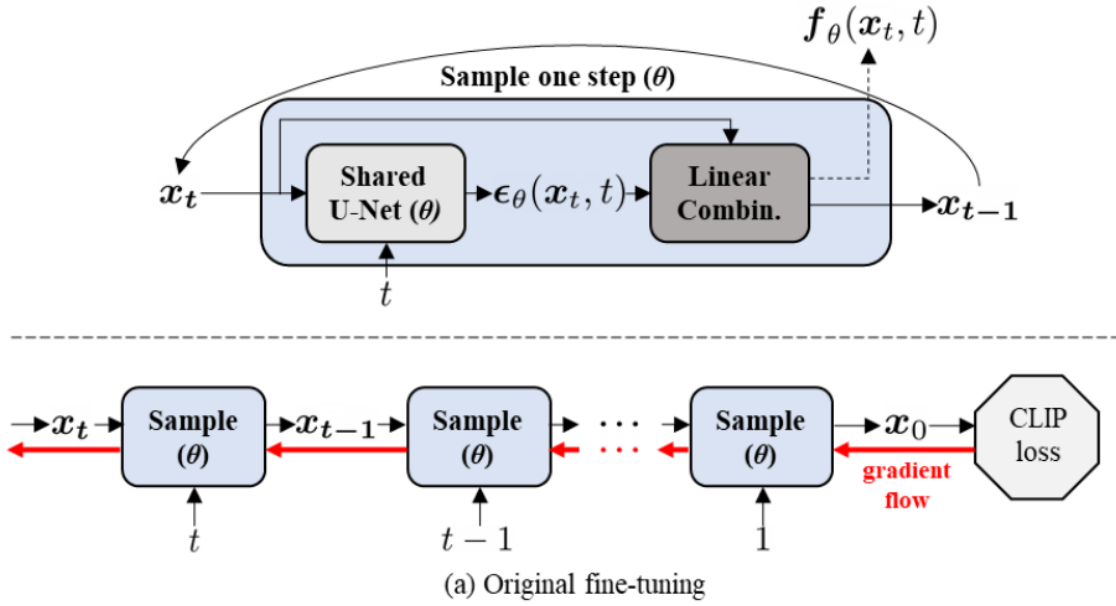 f_θ(x_t, t)
Sample one step (θ)
x_t
Shared
U-Net (θ)
ϵ_θ(x_t, t)
Linear
Combin.
x_{t−1}
t
x_t
Sample
(θ)
x_{t−1}
Sample
(θ)
· · ·
Sample
(θ)
x_0
CLIP
loss
gradient
flow
t
t − 1
1
(a) Original fine-tuning